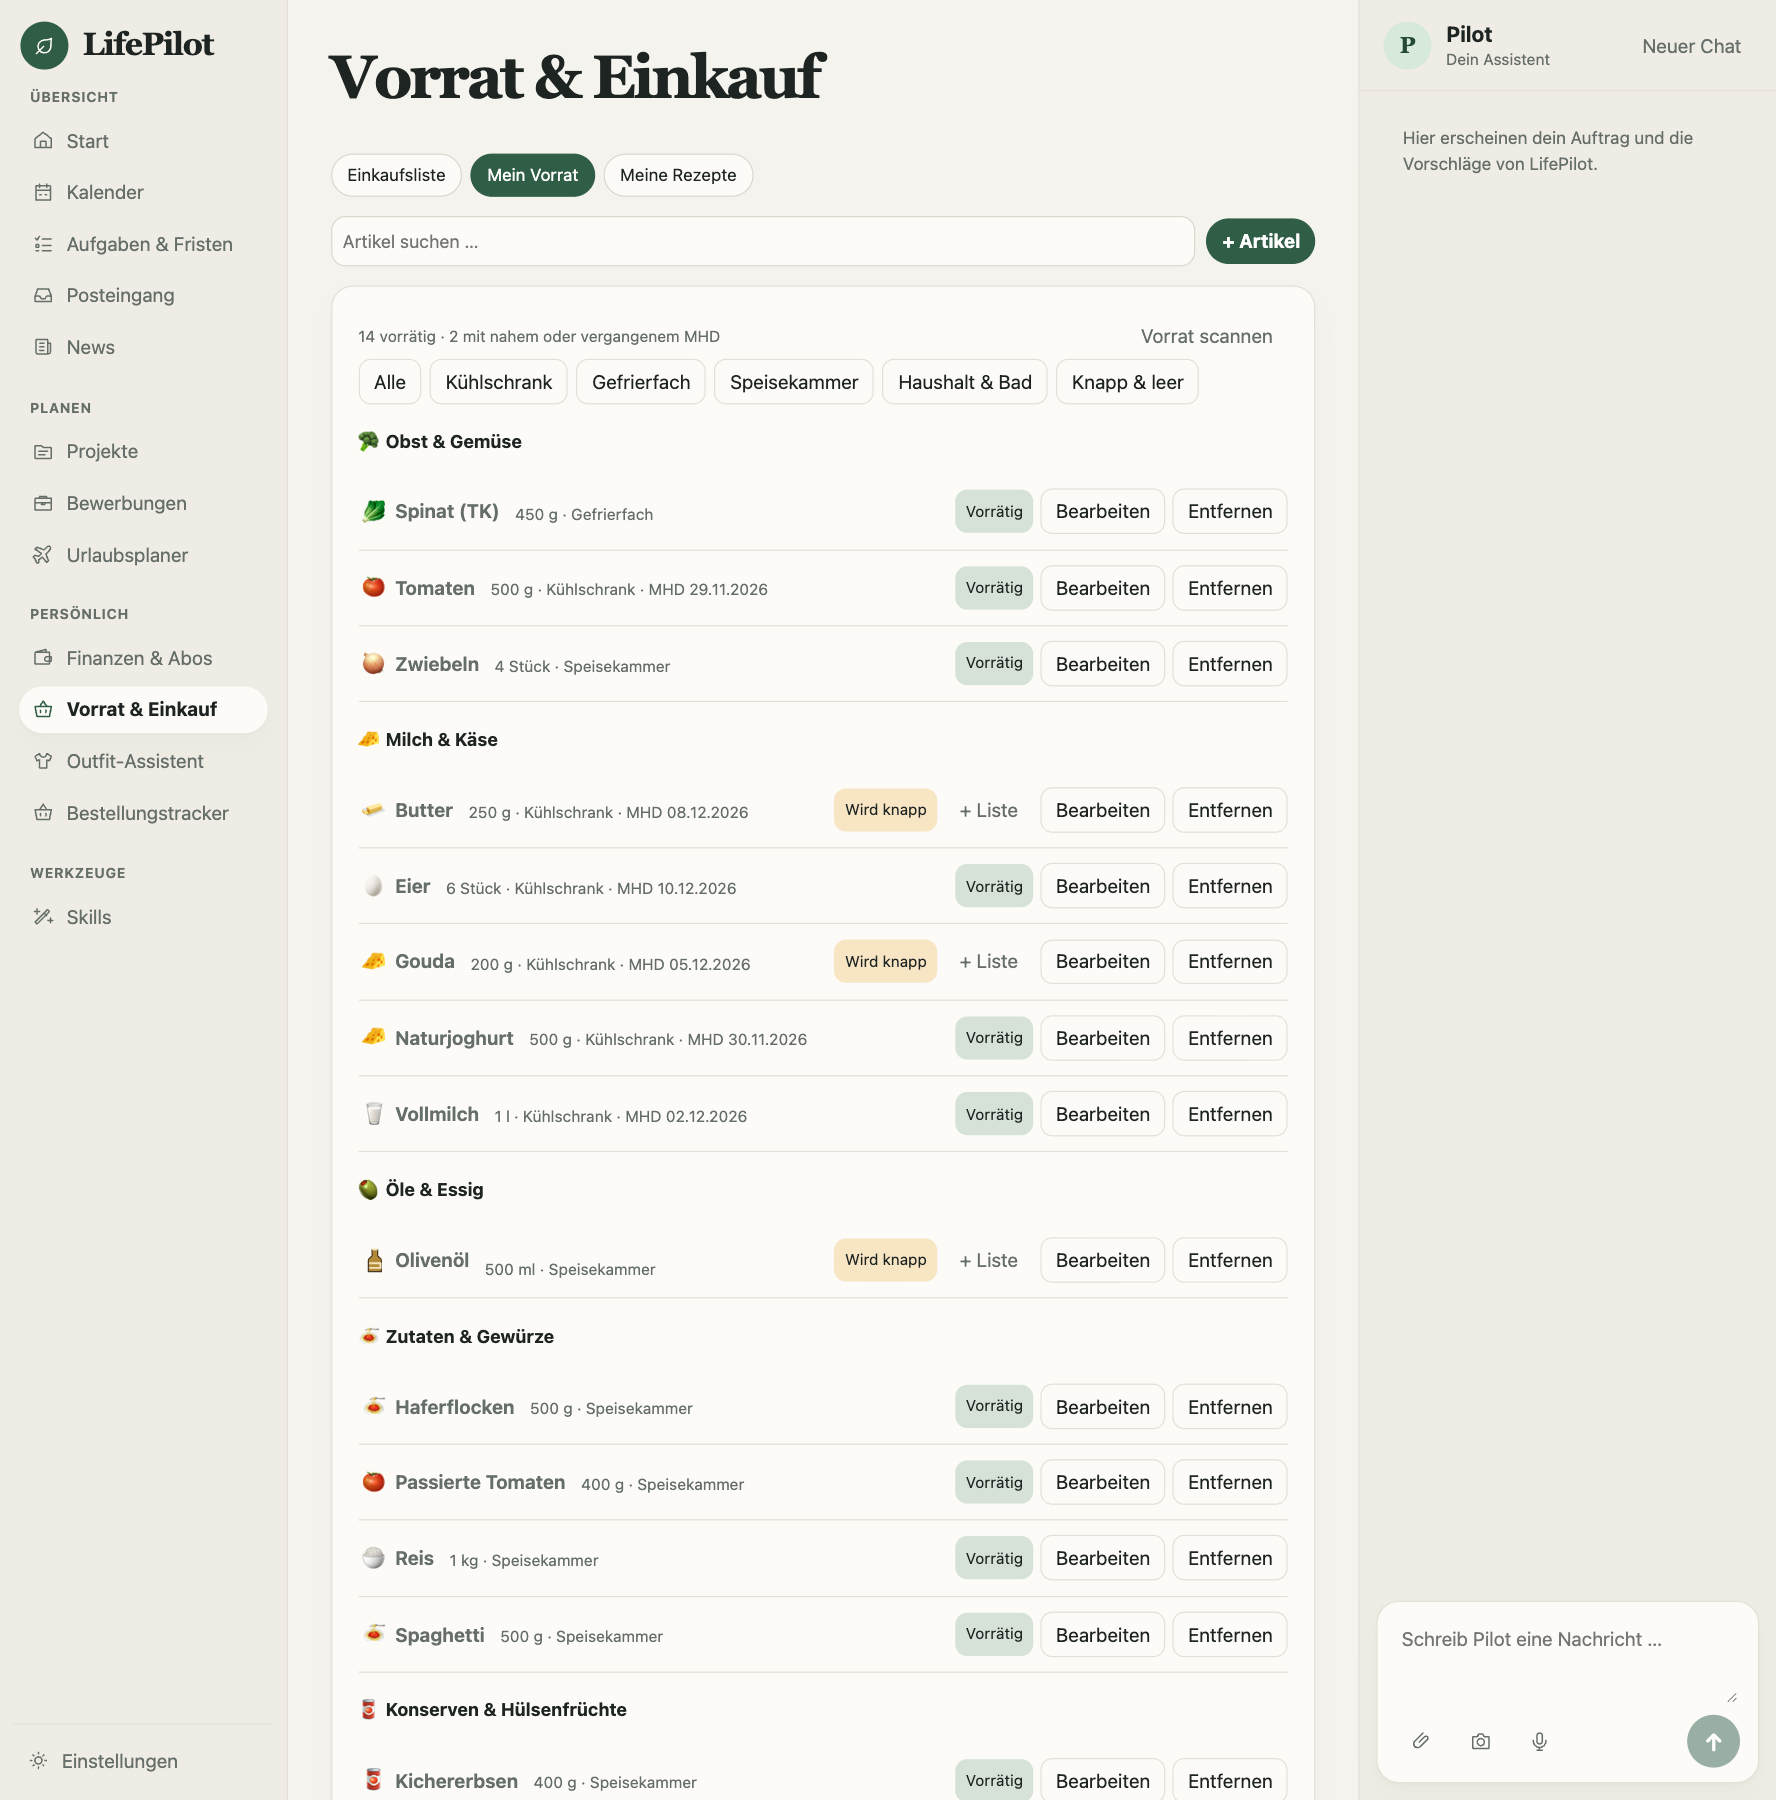 LifePilot
ÜBERSICHT
Start
Kalender
Aufgaben & Fristen
Posteingang
News
PLANEN
Projekte
Bewerbungen
Urlaubsplaner
PERSÖNLICH
Finanzen & Abos
Vorrat & Einkauf
Outfit-Assistent
Bestellungstracker
WERKZEUGE
Skills
Einstellungen
Vorrat & Einkauf
Einkaufsliste Mein Vorrat Meine Rezepte
Artikel suchen ... + Artikel
14 vorrätig · 2 mit nahem oder vergangenem MHD Vorrat scannen
Alle Kühlschrank Gefrierfach Speisekammer Haushalt & Bad Knapp & leer
Obst & Gemüse
Spinat (TK) 450 g · Gefrierfach Vorrätig Bearbeiten Entfernen
Tomaten 500 g · Kühlschrank · MHD 29.11.2026 Vorrätig Bearbeiten Entfernen
Zwiebeln 4 Stück · Speisekammer Vorrätig Bearbeiten Entfernen
Milch & Käse
Butter 250 g · Kühlschrank · MHD 08.12.2026 Wird knapp + Liste Bearbeiten Entfernen
Eier 6 Stück · Kühlschrank · MHD 10.12.2026 Vorrätig Bearbeiten Entfernen
Gouda 200 g · Kühlschrank · MHD 05.12.2026 Wird knapp + Liste Bearbeiten Entfernen
Naturjoghurt 500 g · Kühlschrank · MHD 30.11.2026 Vorrätig Bearbeiten Entfernen
Vollmilch 1 l · Kühlschrank · MHD 02.12.2026 Vorrätig Bearbeiten Entfernen
Öle & Essig
Olivenöl 500 ml · Speisekammer Wird knapp + Liste Bearbeiten Entfernen
Zutaten & Gewürze
Haferflocken 500 g · Speisekammer Vorrätig Bearbeiten Entfernen
Passierte Tomaten 400 g · Speisekammer Vorrätig Bearbeiten Entfernen
Reis 1 kg · Speisekammer Vorrätig Bearbeiten Entfernen
Spaghetti 500 g · Speisekammer Vorrätig Bearbeiten Entfernen
Konserven & Hülsenfrüchte
Kichererbsen 400 g · Speisekammer Vorrätig Bearbeiten Entfernen
P Pilot
Dein Assistent
Neuer Chat
Hier erscheinen dein Auftrag und die
Vorschläge von LifePilot.
Schreib Pilot eine Nachricht ...